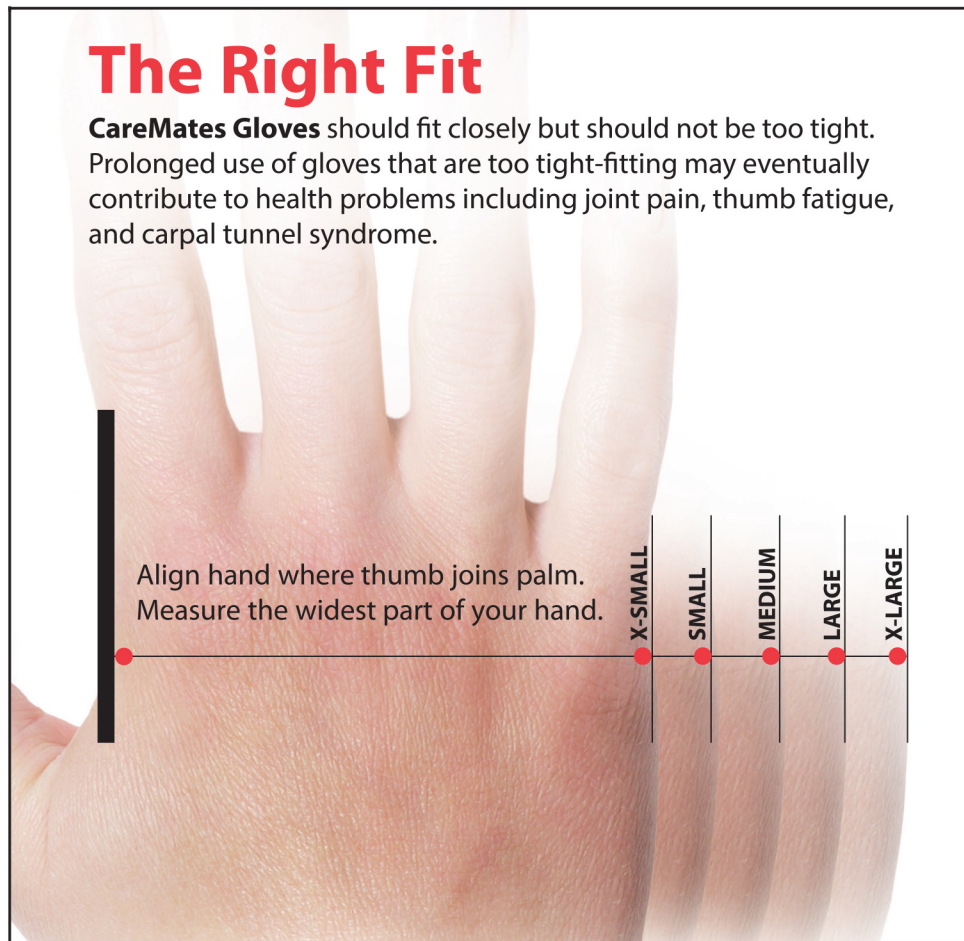 The Right Fit
CareMates Gloves should fit closely but should not be too tight.
Prolonged use of gloves that are too tight-fitting may eventually
contribute to health problems including joint pain, thumb fatigue,
and carpal tunnel syndrome.
Align hand where thumb joins palm.
Measure the widest part of your hand.
X-SMALL
SMALL
MEDIUM
LARGE
X-LARGE